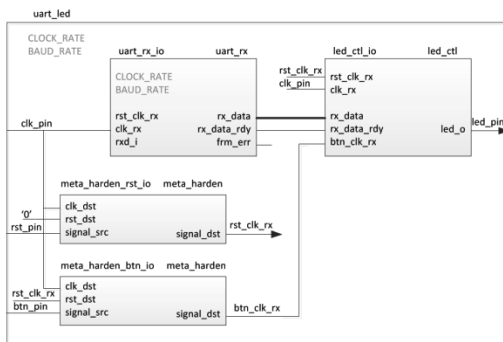 uart_led
CLOCK_RATE
BAUD_RATE
uart_rx_io uart_rx
CLOCK_RATE
BAUD_RATE
rst_clk_rx
clk_rx
rxd_i
rx_data
rx_data_rdy
frm_err
led_ctl_io led_ctl
rst_clk_rx
clk_pin
rst_clk_rx
clk_rx
rx_data
rx_data_rdy
btn_clk_rx
led_o
led_pin
clk_pin
meta_harden_rst_io meta_harden
'0'
rst_pin
clk_dst
rst_dst
signal_src
signal_dst
rst_clk_rx
meta_harden_btn_io meta_harden
rst_clk_rx
btn_pin
clk_dst
rst_dst
signal_src
signal_dst
btn_clk_rx